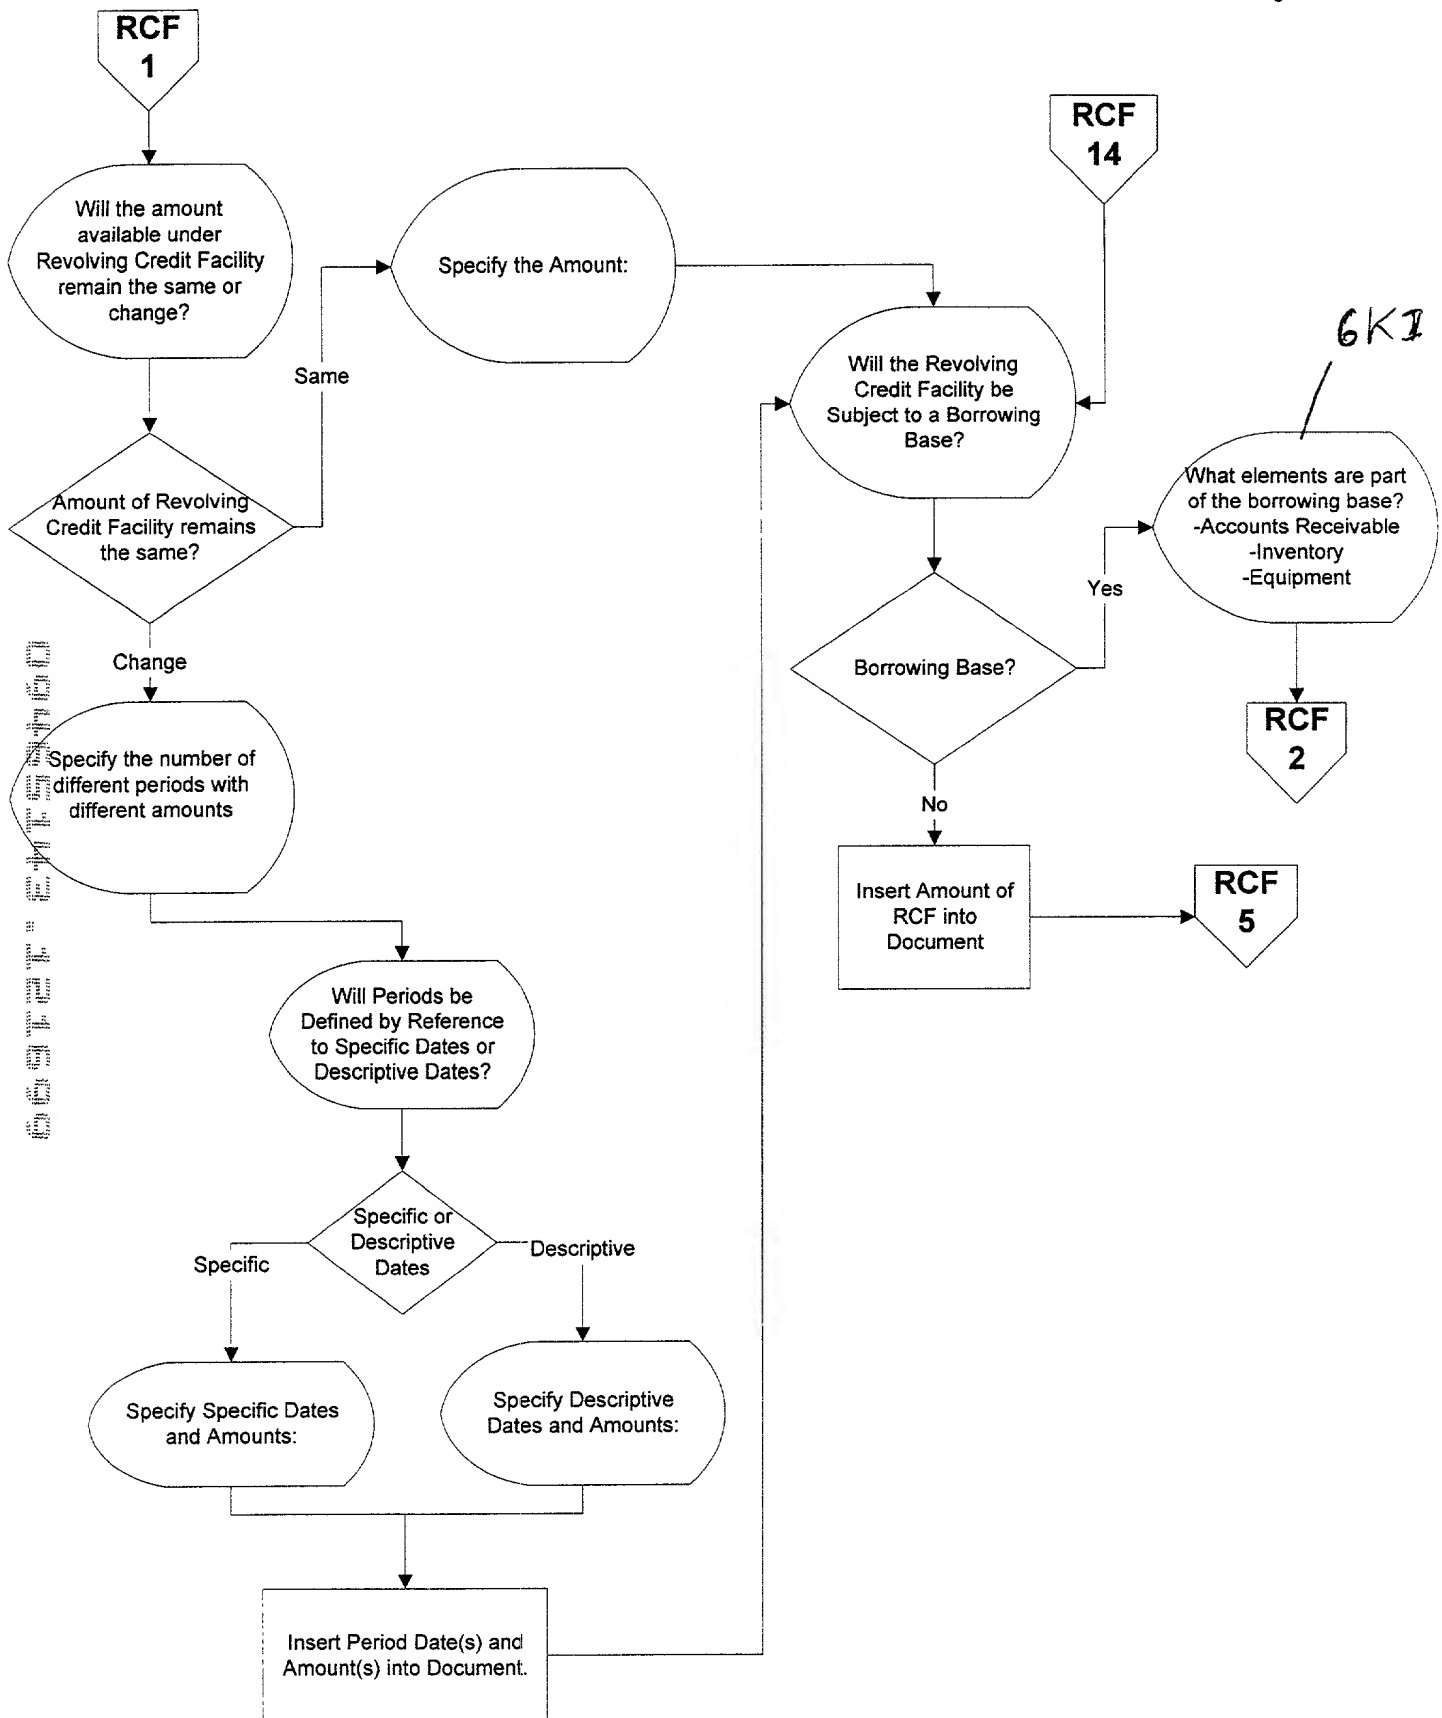 RCF
1
Will the amount
available under
Revolving Credit Facility
remain the same or
change?
Same
Specify the Amount:
RCF
14
Will the Revolving
Credit Facility be
Subject to a Borrowing
Base?
6KI
What elements are part
of the borrowing base?
-Accounts Receivable
-Inventory
-Equipment
Yes
RCF
2
Amount of Revolving
Credit Facility remains
the same?
Change
Borrowing Base?
No
Insert Amount of
RCF into
Document
RCF
5
Specify the number of
different periods with
different amounts
Will Periods be
Defined by Reference
to Specific Dates or
Descriptive Dates?
Specific or
Descriptive
Dates
Specific
Descriptive
Specify Specific Dates
and Amounts:
Specify Descriptive
Dates and Amounts:
Insert Period Date(s) and
Amount(s) into Document.